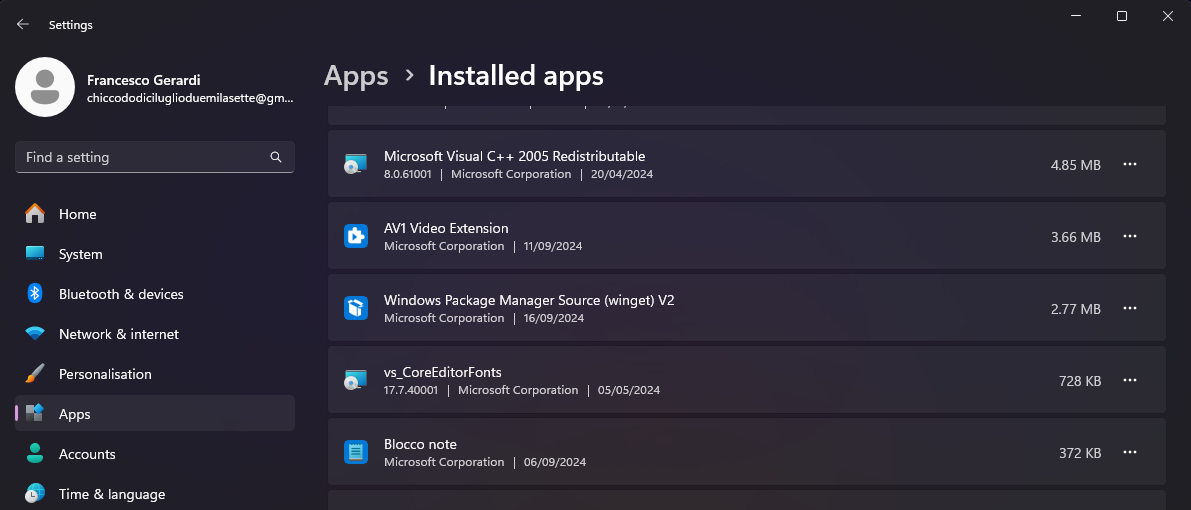 Settings
Francesco Gerardi
chiccododiciluglioduemilasette@gm...
Find a setting
Home
System
Bluetooth & devices
Network & internet
Personalisation
Apps
Accounts
Time & language
Apps > Installed apps
Microsoft Visual C++ 2005 Redistributable
8.0.61001 | Microsoft Corporation | 20/04/2024
4.85 MB
AV1 Video Extension
Microsoft Corporation | 11/09/2024
3.66 MB
Windows Package Manager Source (winget) V2
Microsoft Corporation | 16/09/2024
2.77 MB
vs_CoreEditorFonts
17.7.40001 | Microsoft Corporation | 05/05/2024
728 KB
Blocco note
Microsoft Corporation | 06/09/2024
372 KB